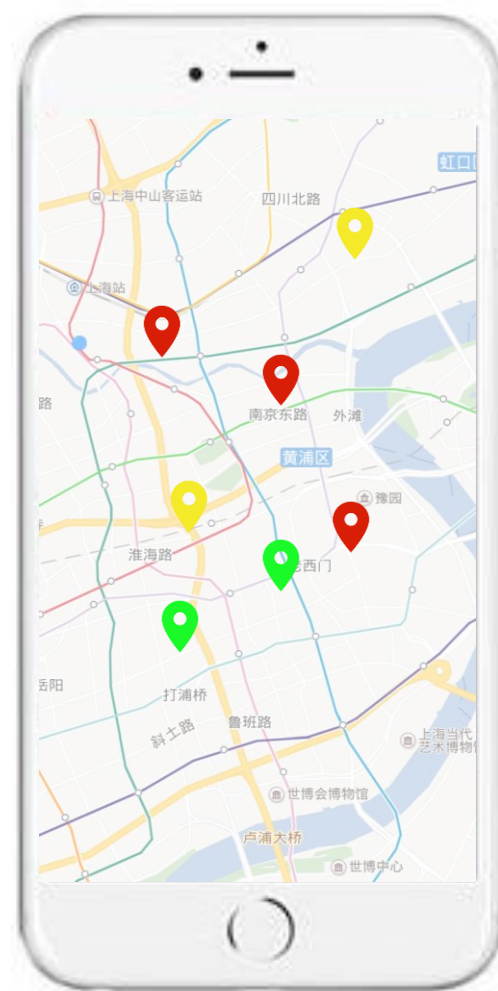 虹口
上海中山客运站
四川北路
上海站
路
南京东路
外滩
黄浦区
豫园
淮海路
西门
岳阳
打浦桥
鲁班路
斜土路
上海当代
艺术博物
世博会博物馆
卢浦大桥
世博中心